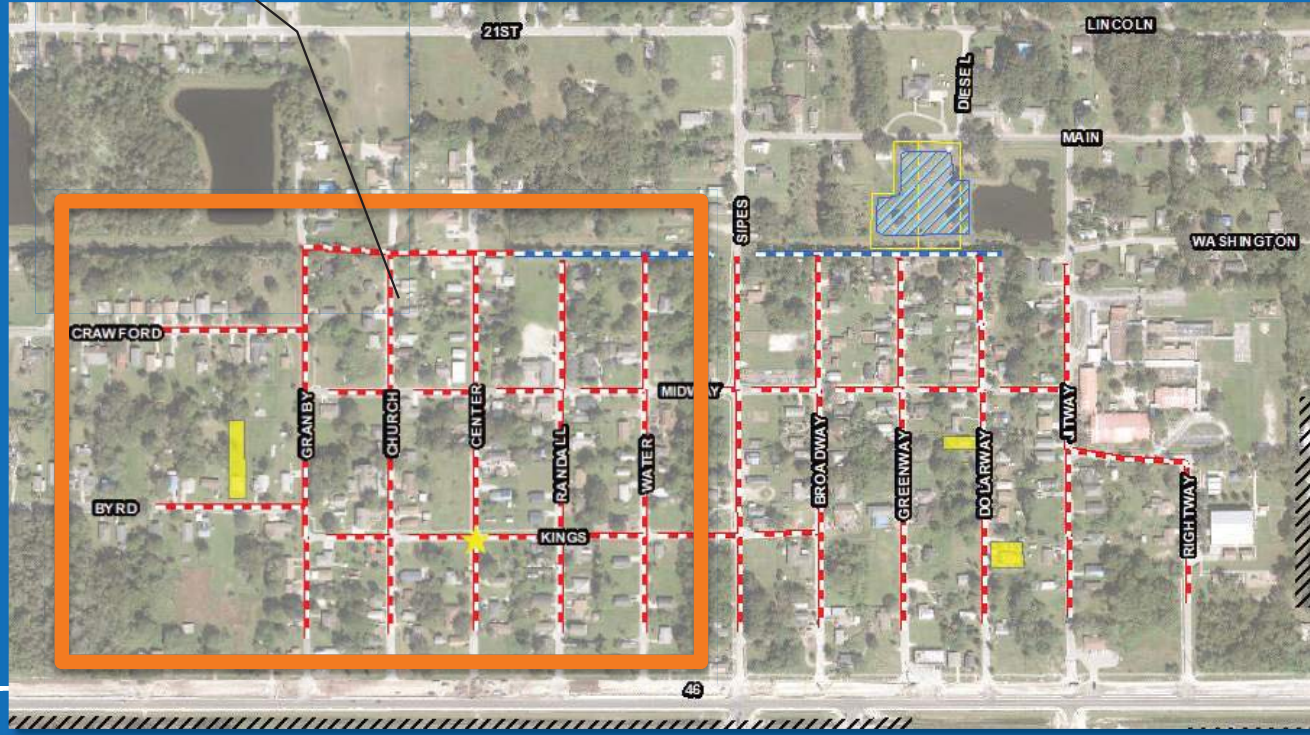 21ST
LINCOLN
DIESEL
MAIN
SIPES
WASHINGTON
CRAWFORD
MIDWAY
GRANBY
CHURCH
CENTER
RANDALL
WATER
BROADWAY
GREENWAY
DOLARWAY
JITWAY
BYRD
KINGS
RIGHTWAY
46